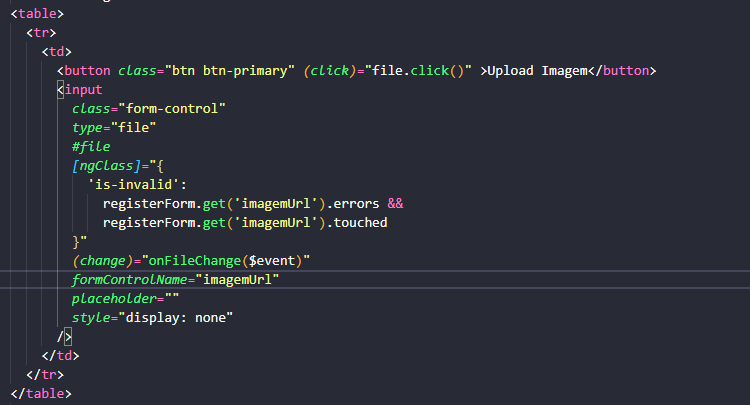 <table>
<tr>
<td>
<button class="btn btn-primary" (click)="file.click()" >Upload Imagem</button>
<input
class="form-control"
type="file"
#file
[ngClass]="{
'is-invalid':
registerForm.get('imagemUrl').errors &&
registerForm.get('imagemUrl').touched
}"
(change)="onFileChange($event)"
formControlName="imagemUrl"
placeholder=""
style="display: none"
/>
</td>
</tr>
</table>